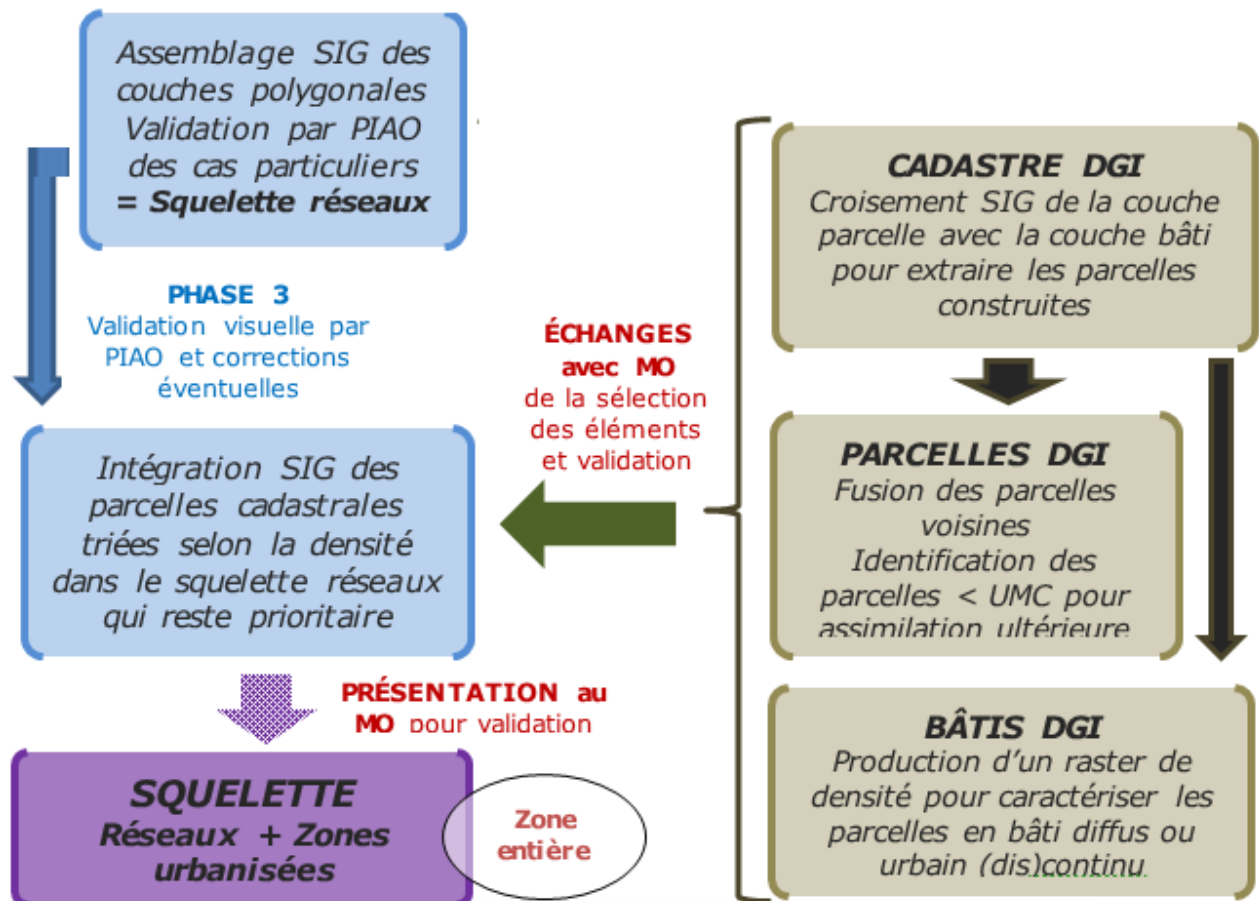 Assemblage SIG des
couches polygonales
Validation par PIAO
des cas particuliers
= Squelette réseaux
PHASE 3
Validation visuelle par
PIAO et corrections
éventuelles
Intégration SIG des
parcelles cadastrales
triées selon la densité
dans le squelette réseaux
qui reste prioritaire
PRÉSENTATION au
MO pour validation
SQUELETTE
Réseaux + Zones
urbanisées
Zone
entière
ÉCHANGES
avec MO
de la sélection
des éléments
et validation
CADASTRE DGI
Croisement SIG de la couche
parcelle avec la couche bâti
pour extraire les parcelles
construites
PARCELLES DGI
Fusion des parcelles
voisines
Identification des
parcelles < UMC pour
assimilation ultérieure
BÂTIS DGI
Production d'un raster de
densité pour caractériser les
parcelles en bâti diffus ou
urbain (dis)continu